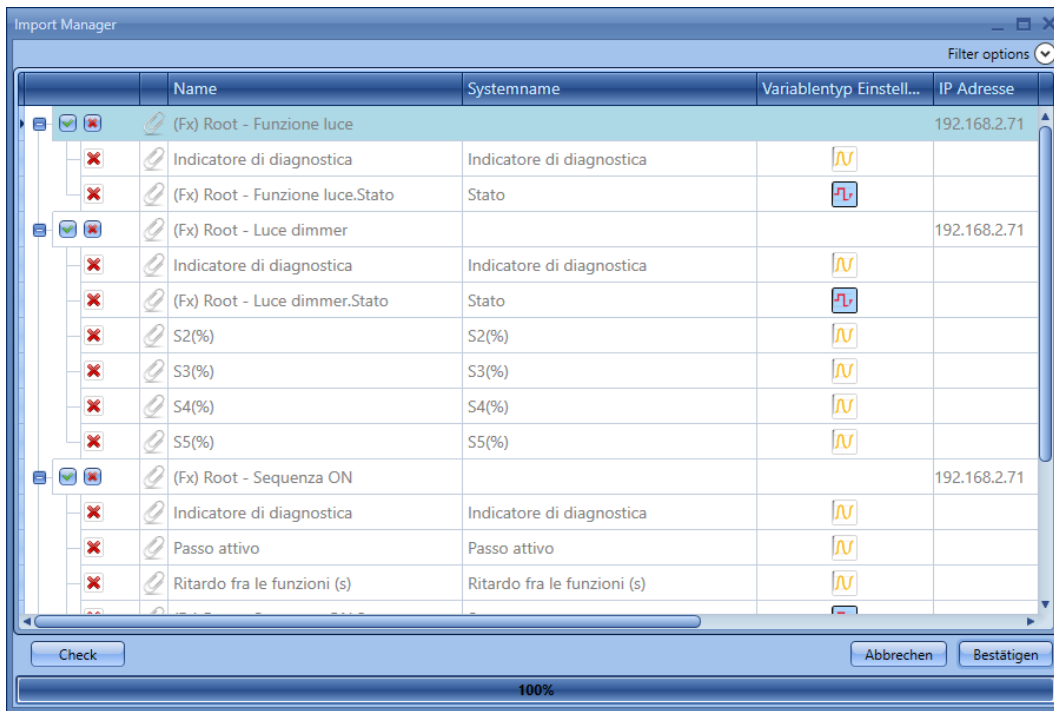 Import Manager
Filter options
Name Systemname Variablentyp Einstell... IP Adresse
(Fx) Root - Funzione luce 192.168.2.71
Indicatore di diagnostica Indicatore di diagnostica
(Fx) Root - Funzione luce.Stato Stato
(Fx) Root - Luce dimmer 192.168.2.71
Indicatore di diagnostica Indicatore di diagnostica
(Fx) Root - Luce dimmer.Stato Stato
S2(%) S2(%)
S3(%) S3(%)
S4(%) S4(%)
S5(%) S5(%)
(Fx) Root - Sequenza ON 192.168.2.71
Indicatore di diagnostica Indicatore di diagnostica
Passo attivo Passo attivo
Ritardo fra le funzioni (s) Ritardo fra le funzioni (s)
Check Abbrechen Bestätigen
100%